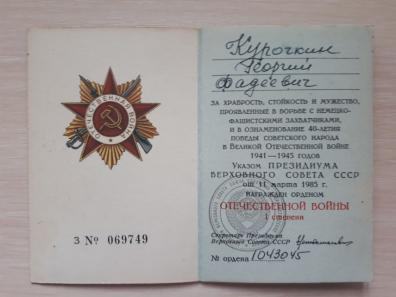 ОТЕЧЕСТВЕННАЯ ВОЙНА
З № 069749
Курочкин
Георгий
Фадеевич
ЗА ХРАБРОСТЬ, СТОЙКОСТЬ И МУЖЕСТВО,
ПРОЯВЛЕННЫЕ В БОРЬБЕ С НЕМЕЦКО-
ФАШИСТСКИМИ ЗАХВАТЧИКАМИ,
И В ОЗНАМЕНОВАНИЕ 40-ЛЕТИЯ
ПОБЕДЫ СОВЕТСКОГО НАРОДА
В ВЕЛИКОЙ ОТЕЧЕСТВЕННОЙ ВОЙНЕ
1941—1945 ГОДОВ
УКАЗОМ ПРЕЗИДИУМА
ВЕРХОВНОГО СОВЕТА СССР
от 11 марта 1985 г.
НАГРАЖДЕН ОРДЕНОМ
ОТЕЧЕСТВЕННОЙ ВОЙНЫ
I степени
Секретарь Президиума
Верховного Совета СССР
№ ордена 1043045